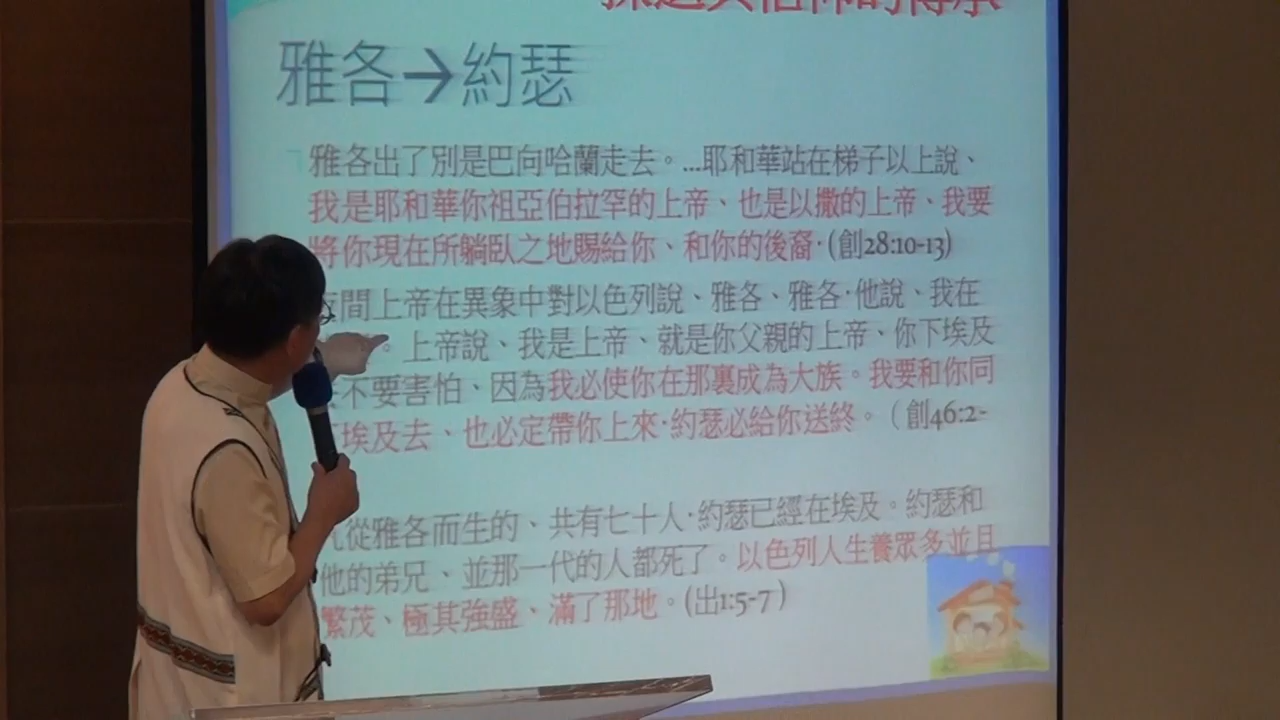 的傳承
雅各→約瑟
雅各出了別是巴向哈蘭走去。...耶和華站在梯子以上說、
我是耶和華你祖亞伯拉罕的上帝、也是以撒的上帝、我要
將你現在所躺臥之地賜給你、和你的後裔·(創28:10-13)
間上帝在異象中對以色列說、雅各、雅各·他說、我在
。上帝說、我是上帝、就是你父親的上帝、你下埃及
不要害怕、因為我必使你在那裏成為大族。我要和你同
埃及去、也必定帶你上來·約瑟必給你送終。（創46:2-
從雅各而生的、共有七十人·約瑟已經在埃及。約瑟和
他的弟兄、並那一代的人都死了。以色列人生養眾多並且
繁茂、極其強盛、滿了那地。(出1:5-7）